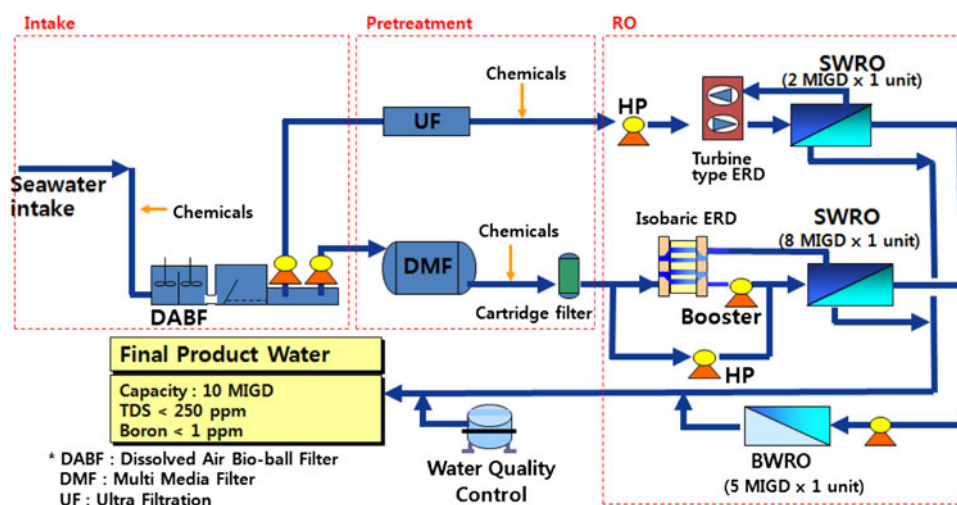 Intake
Pretreatment
RO
Chemicals
SWRO
(2 MIGD x 1 unit)
HP
UF
Turbine
type ERD
Seawater
intake
Chemicals
Isobaric ERD
SWRO
(8 MIGD x 1 unit)
Chemicals
DMF
Cartridge filter
Booster
DABF
HP
Final Product Water
Capacity : 10 MIGD
TDS < 250 ppm
Boron < 1 ppm
* DABF : Dissolved Air Bio-ball Filter
DMF : Multi Media Filter
UF : Ultra Filtration
Water Quality
Control
BWRO
(5 MIGD x 1 unit)